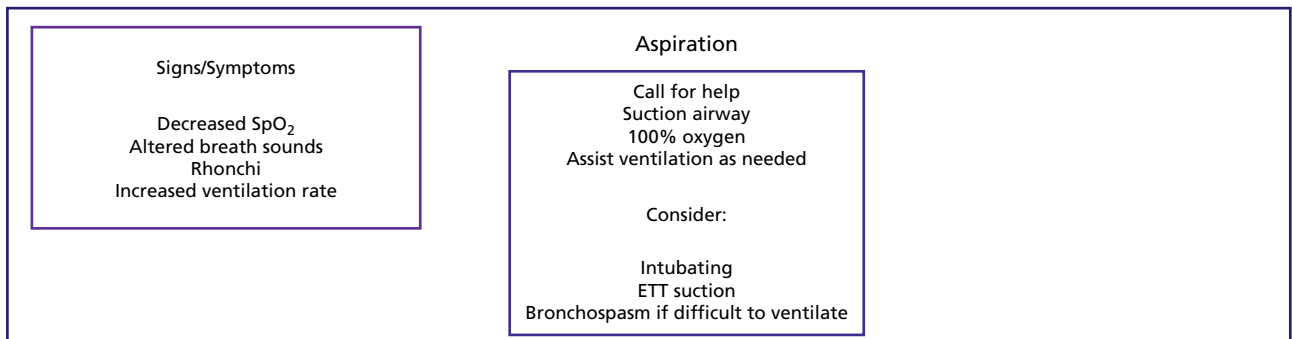 Aspiration
Signs/Symptoms
Decreased SpO₂
Altered breath sounds
Rhonchi
Increased ventilation rate
Call for help
Suction airway
100% oxygen
Assist ventilation as needed
Consider:
Intubating
ETT suction
Bronchospasm if difficult to ventilate